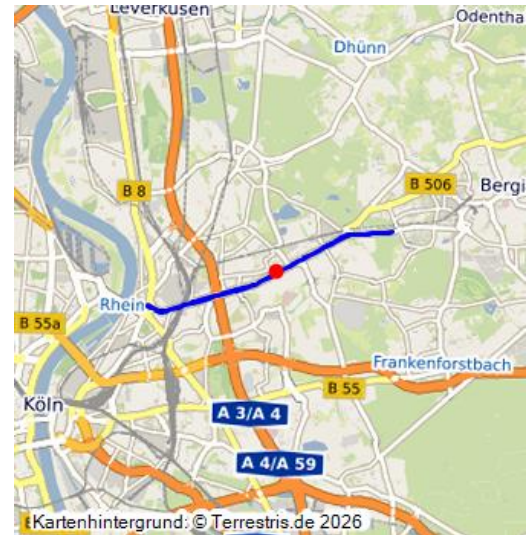 Leverkusen
Odentha
Dhünn
B 8
B 506
Bergi
Rhein
B 55a
Frankenforstbach
B 55
Köln
A 3/A 4
A 4/A 59
Kartenhintergrund: © Terrestris.de 2026